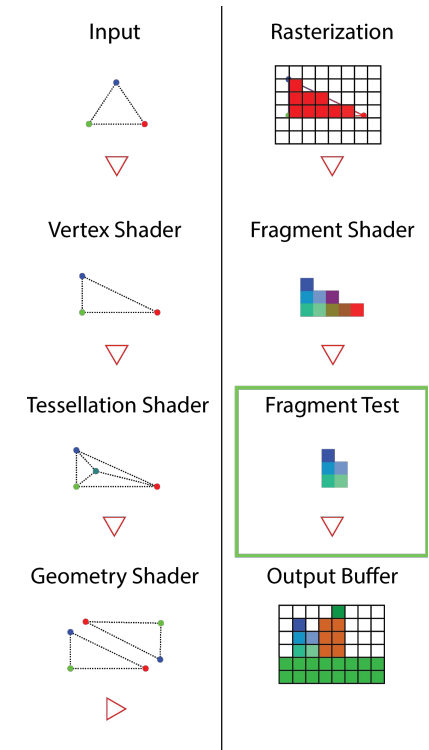 Input
Vertex Shader
Tessellation Shader
Geometry Shader
Rasterization
Fragment Shader
Fragment Test
Output Buffer